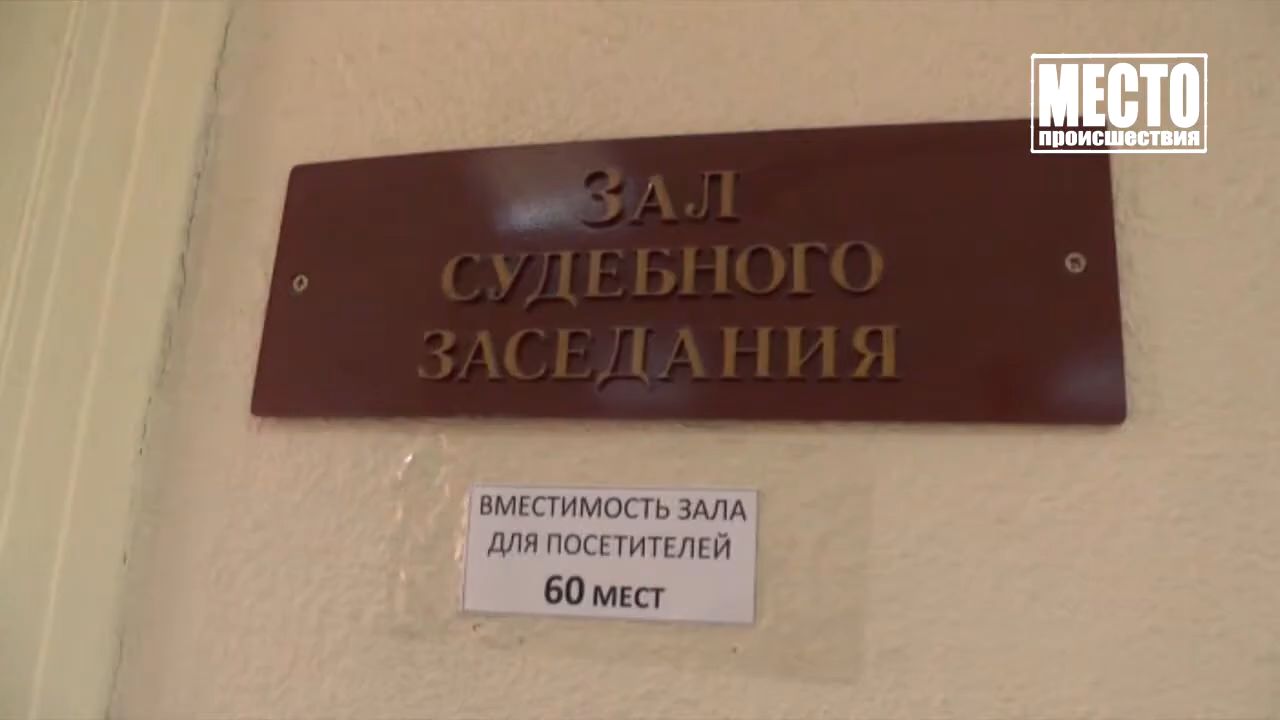 МЕСТО
происшествия
ЗАЛ
СУДЕБНОГО
ЗАСЕДАНИЯ
ВМЕСТИМОСТЬ ЗАЛА
ДЛЯ ПОСЕТИТЕЛЕЙ
60 МЕСТ